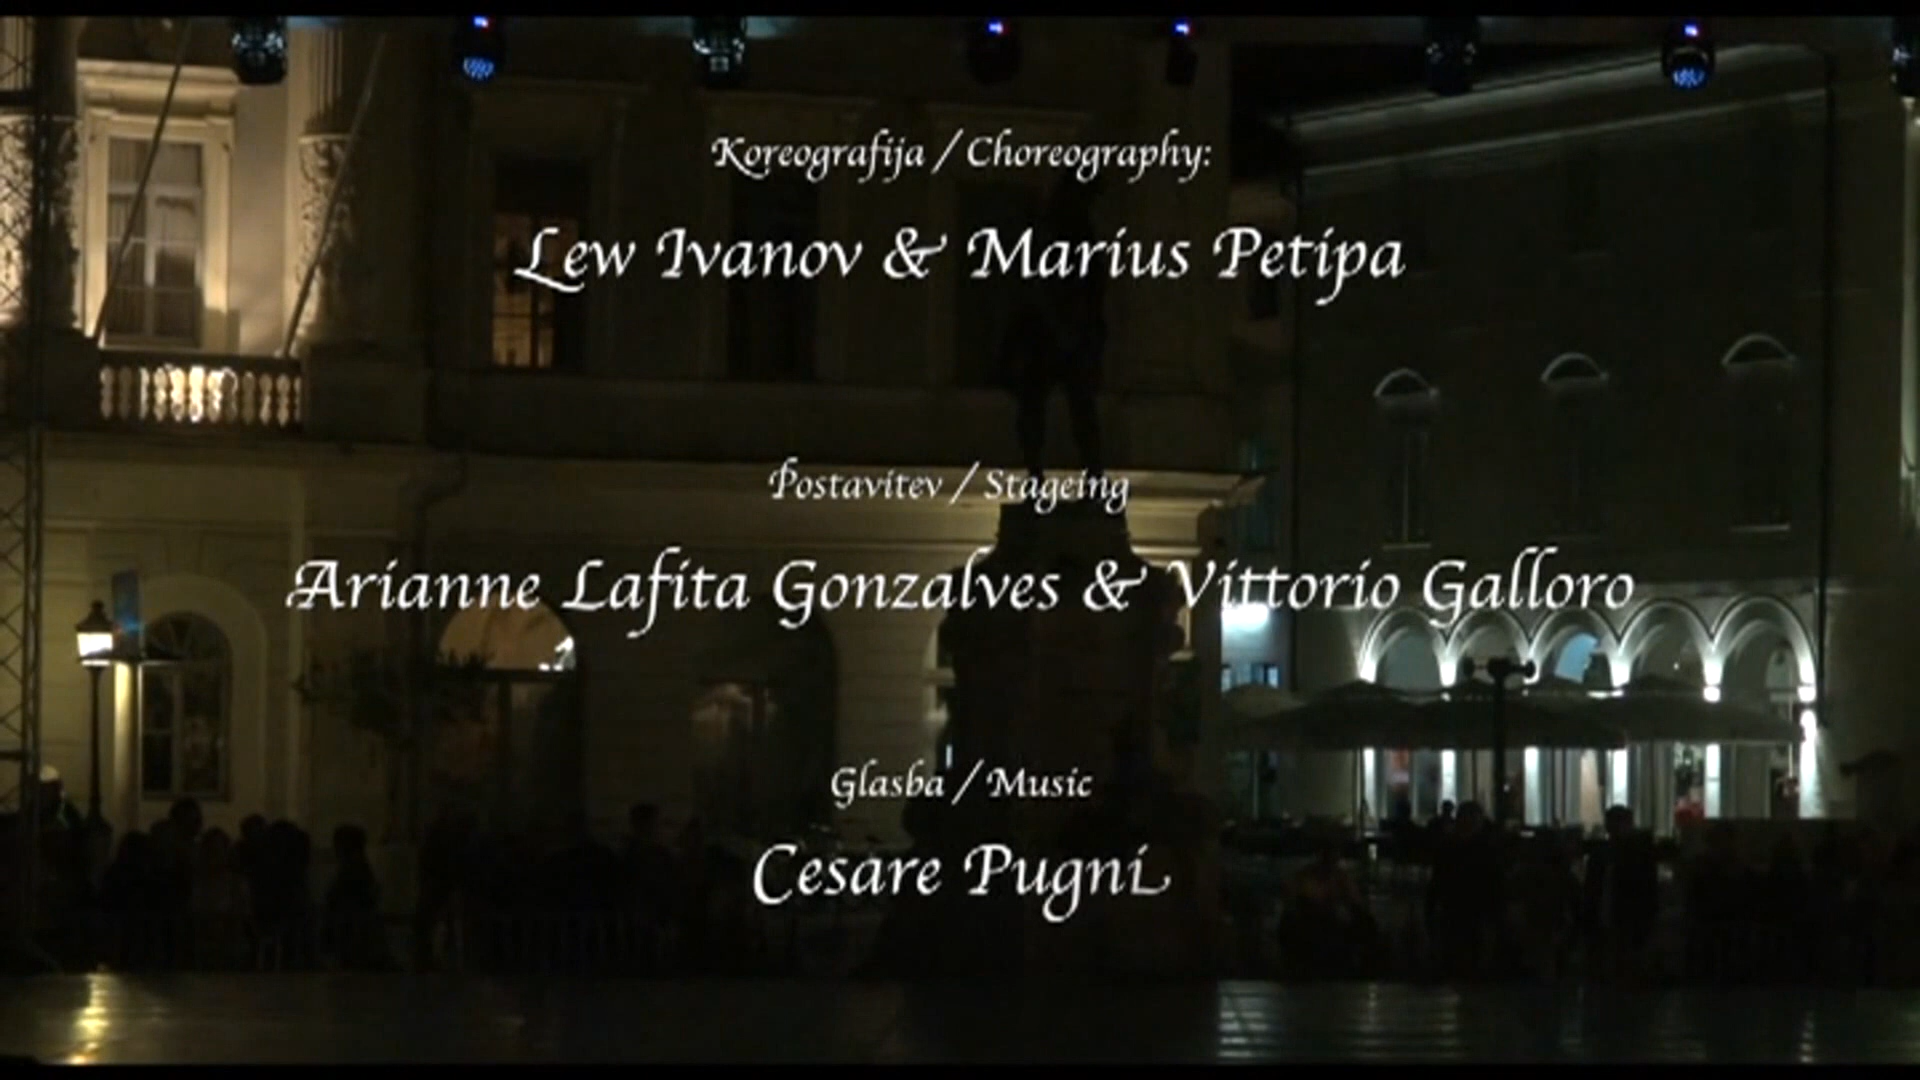 Koreografija / Choreography:
Lew Ivanov & Marius Petipa
Postavitev / Stageing
Arianne Lafita Gonzalves & Vittorio Galloro
Glasba / Music
Cesare Pugni